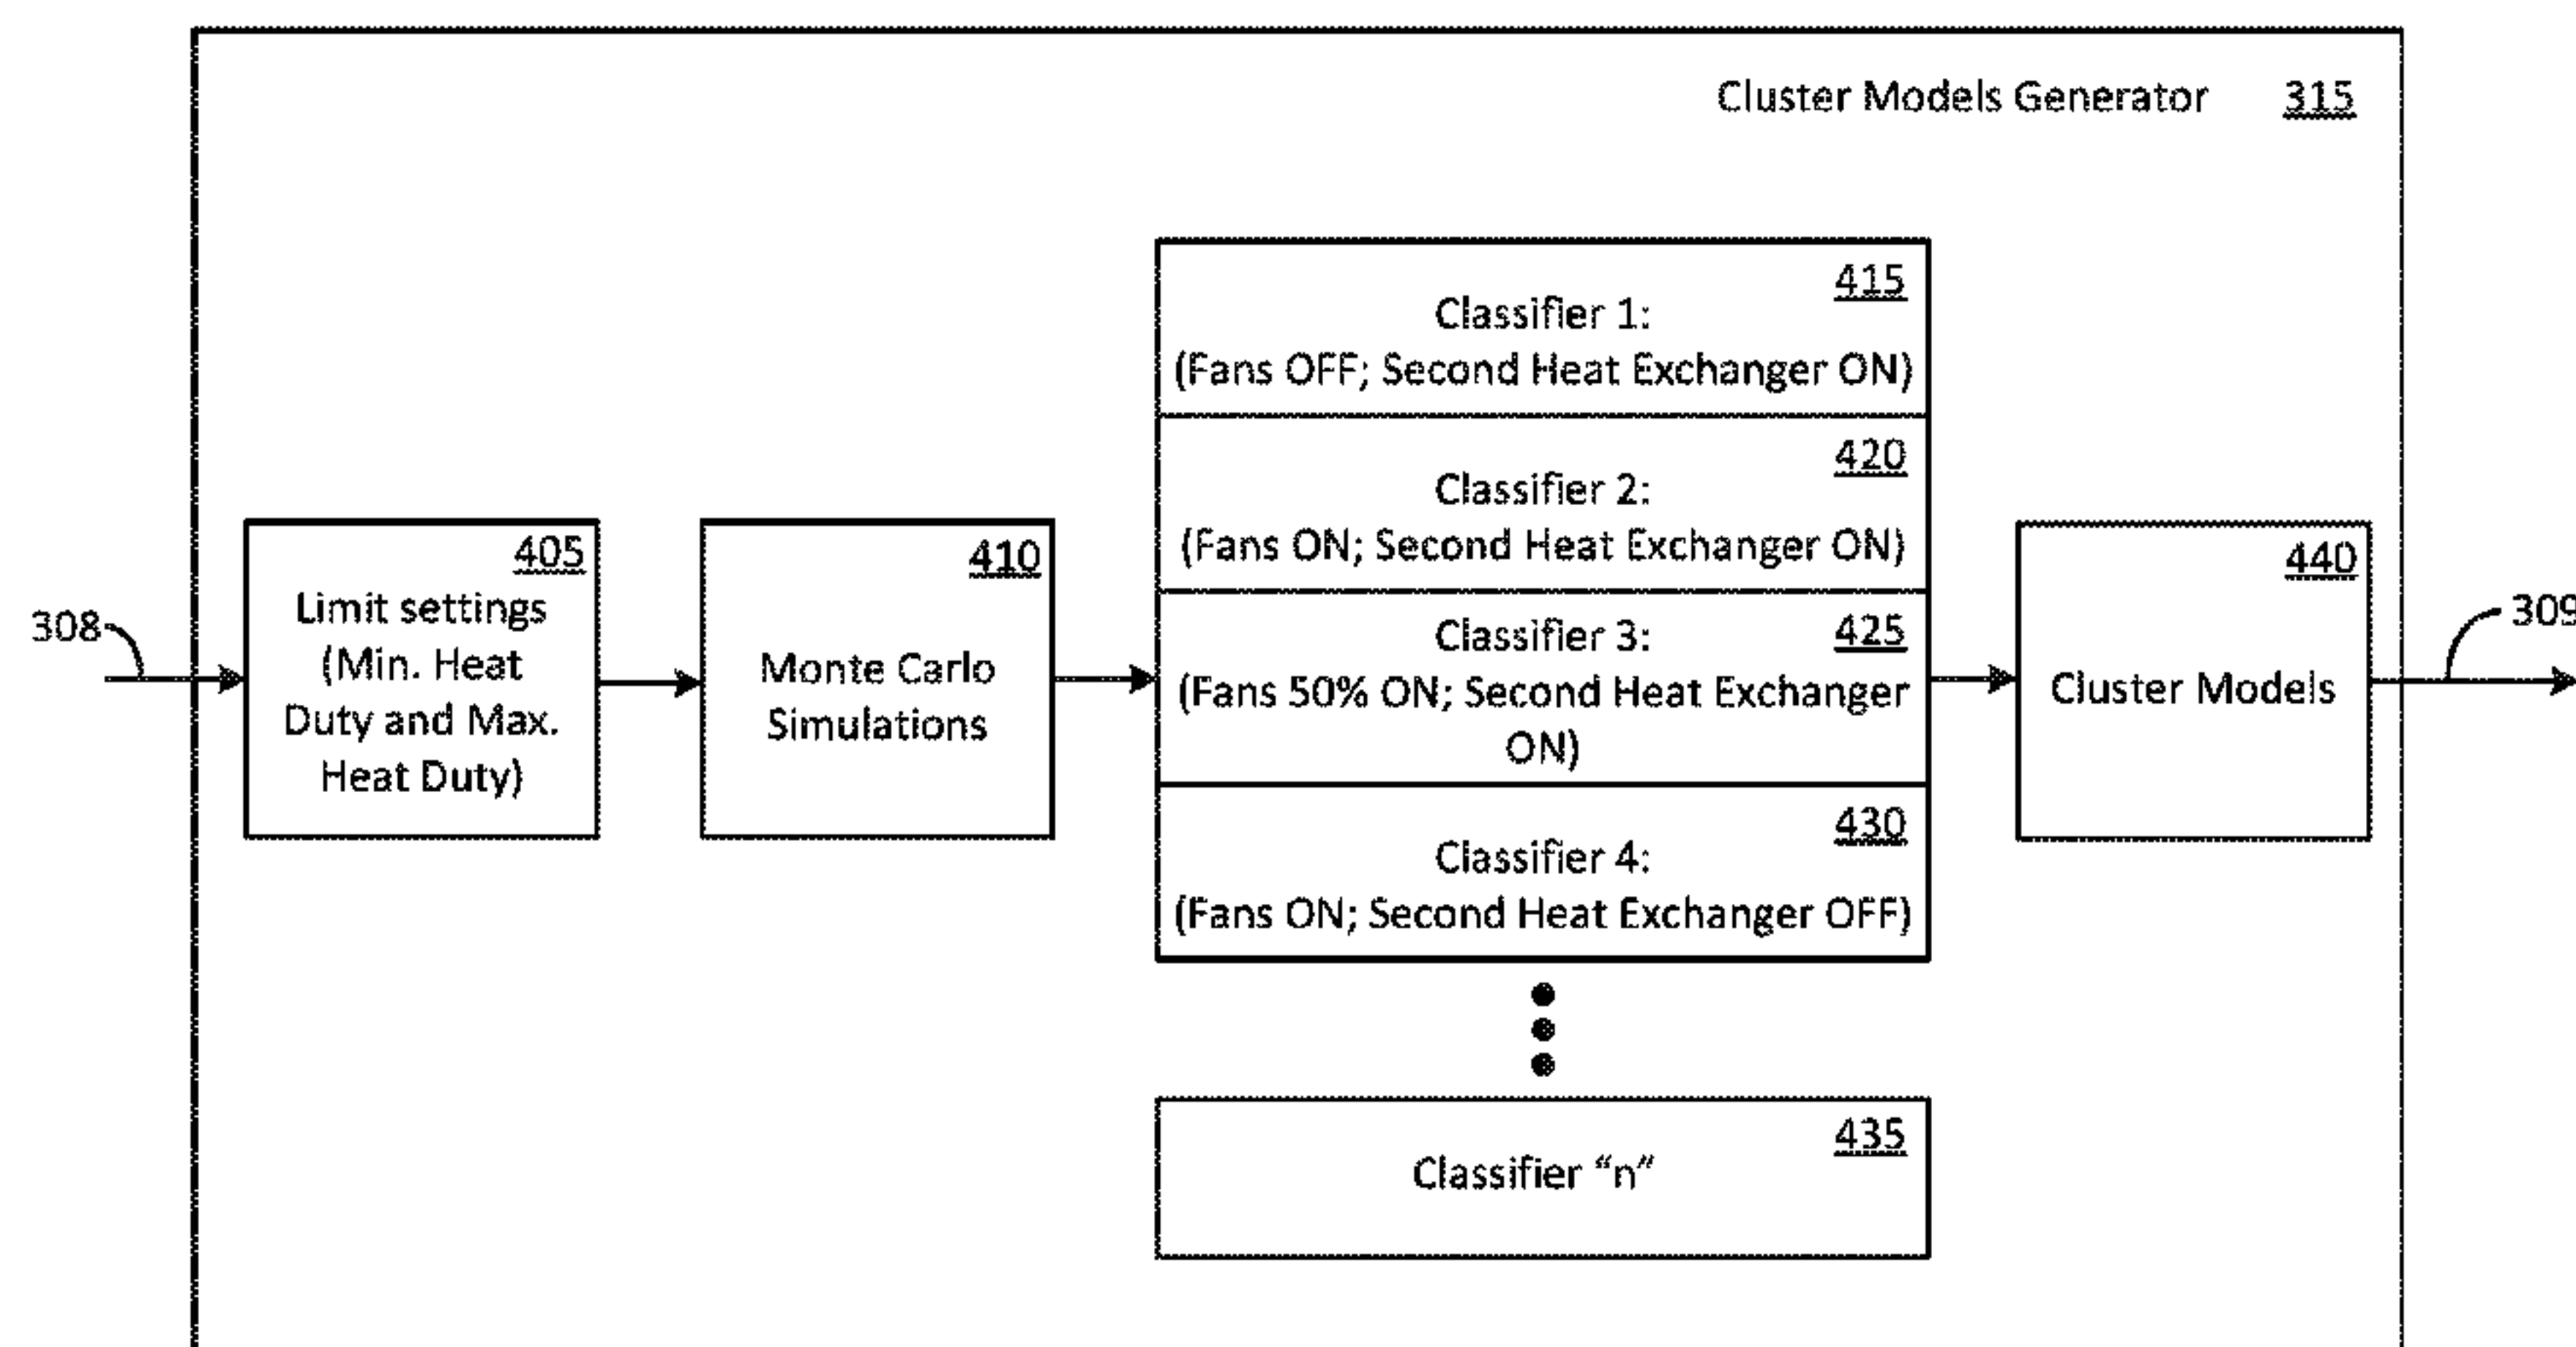 Cluster Models Generator 315
308
405
Limit settings
(Min. Heat
Duty and Max.
Heat Duty)
410
Monte Carlo
Simulations
415
Classifier 1:
(Fans OFF; Second Heat Exchanger ON)
420
Classifier 2:
(Fans ON; Second Heat Exchanger ON)
425
Classifier 3:
(Fans 50% ON; Second Heat Exchanger
ON)
430
Classifier 4:
(Fans ON; Second Heat Exchanger OFF)
435
Classifier “n”
440
Cluster Models
309